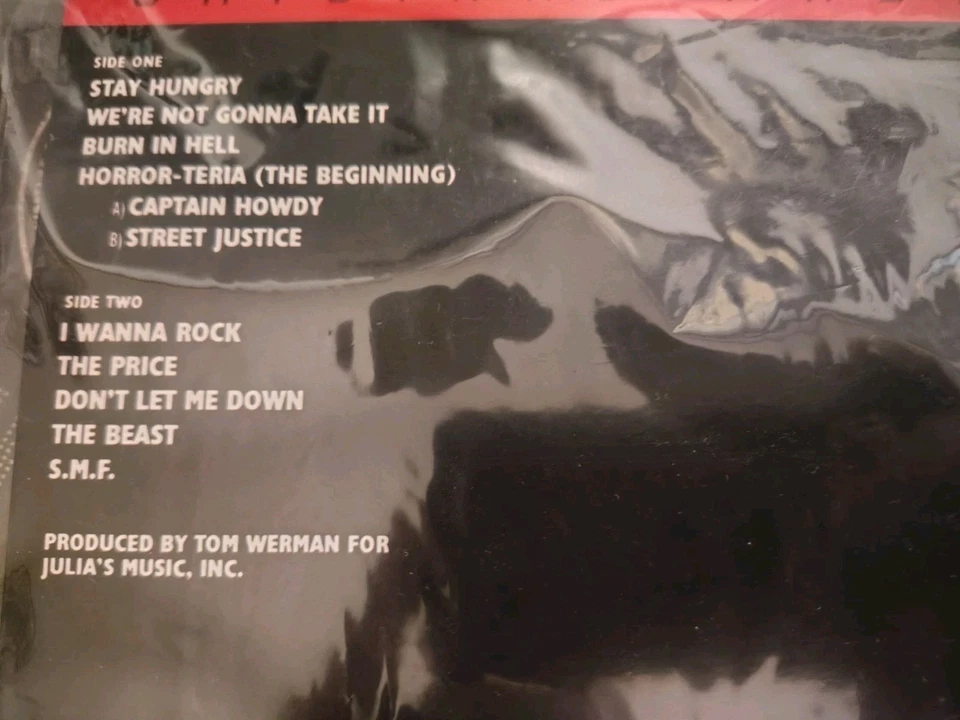 SIDE ONE
STAY HUNGRY
WE'RE NOT GONNA TAKE IT
BURN IN HELL
HORROR-TERIA (THE BEGINNING)
A) CAPTAIN HOWDY
B) STREET JUSTICE
SIDE TWO
I WANNA ROCK
THE PRICE
DON'T LET ME DOWN
THE BEAST
S.M.F.
PRODUCED BY TOM WERMAN FOR
JULIA'S MUSIC, INC.